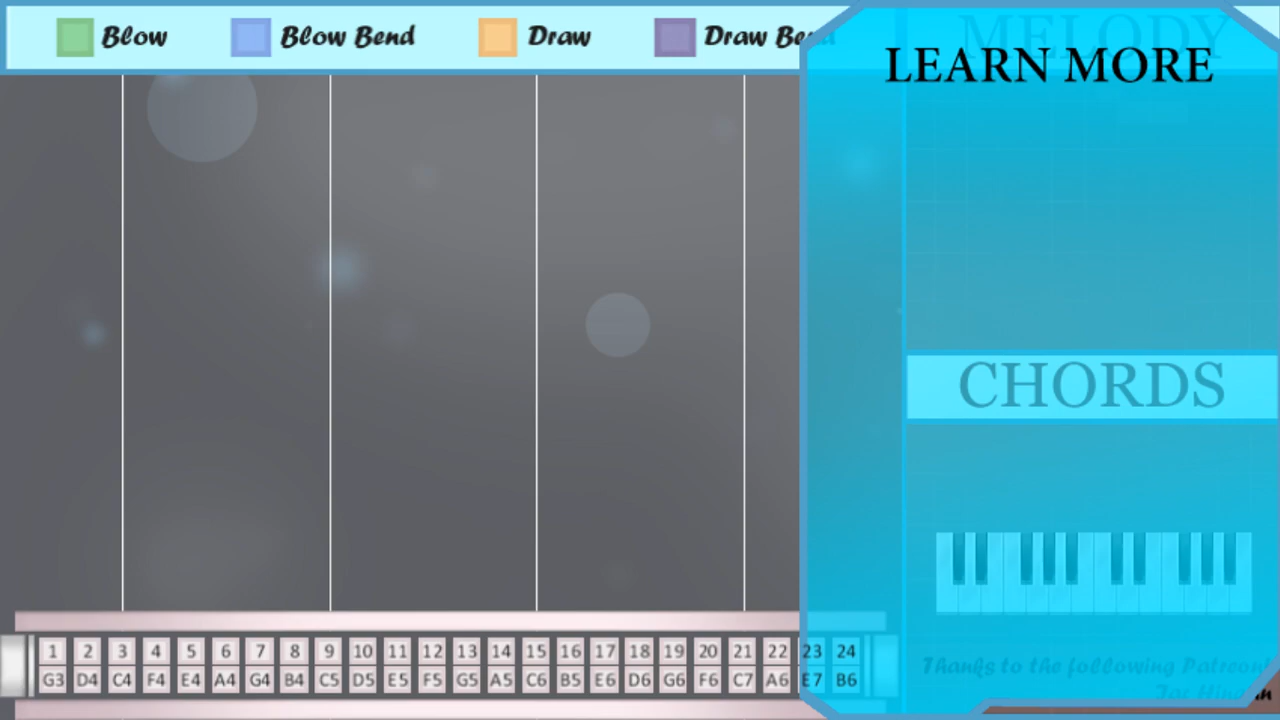 Blow
Blow Bend
Draw
Draw Bend
MELODY
LEARN MORE
CHORDS
1 2 3 4 5 6 7 8 9 10 11 12 13 14 15 16 17 18 19 20 21 22 23 24
G3 D4 C4 F4 E4 A4 G4 B4 C5 D5 E5 F5 G5 A5 C6 B5 E6 D6 G6 F6 C7 A6 E7 B6
Thanks to the following Patreon